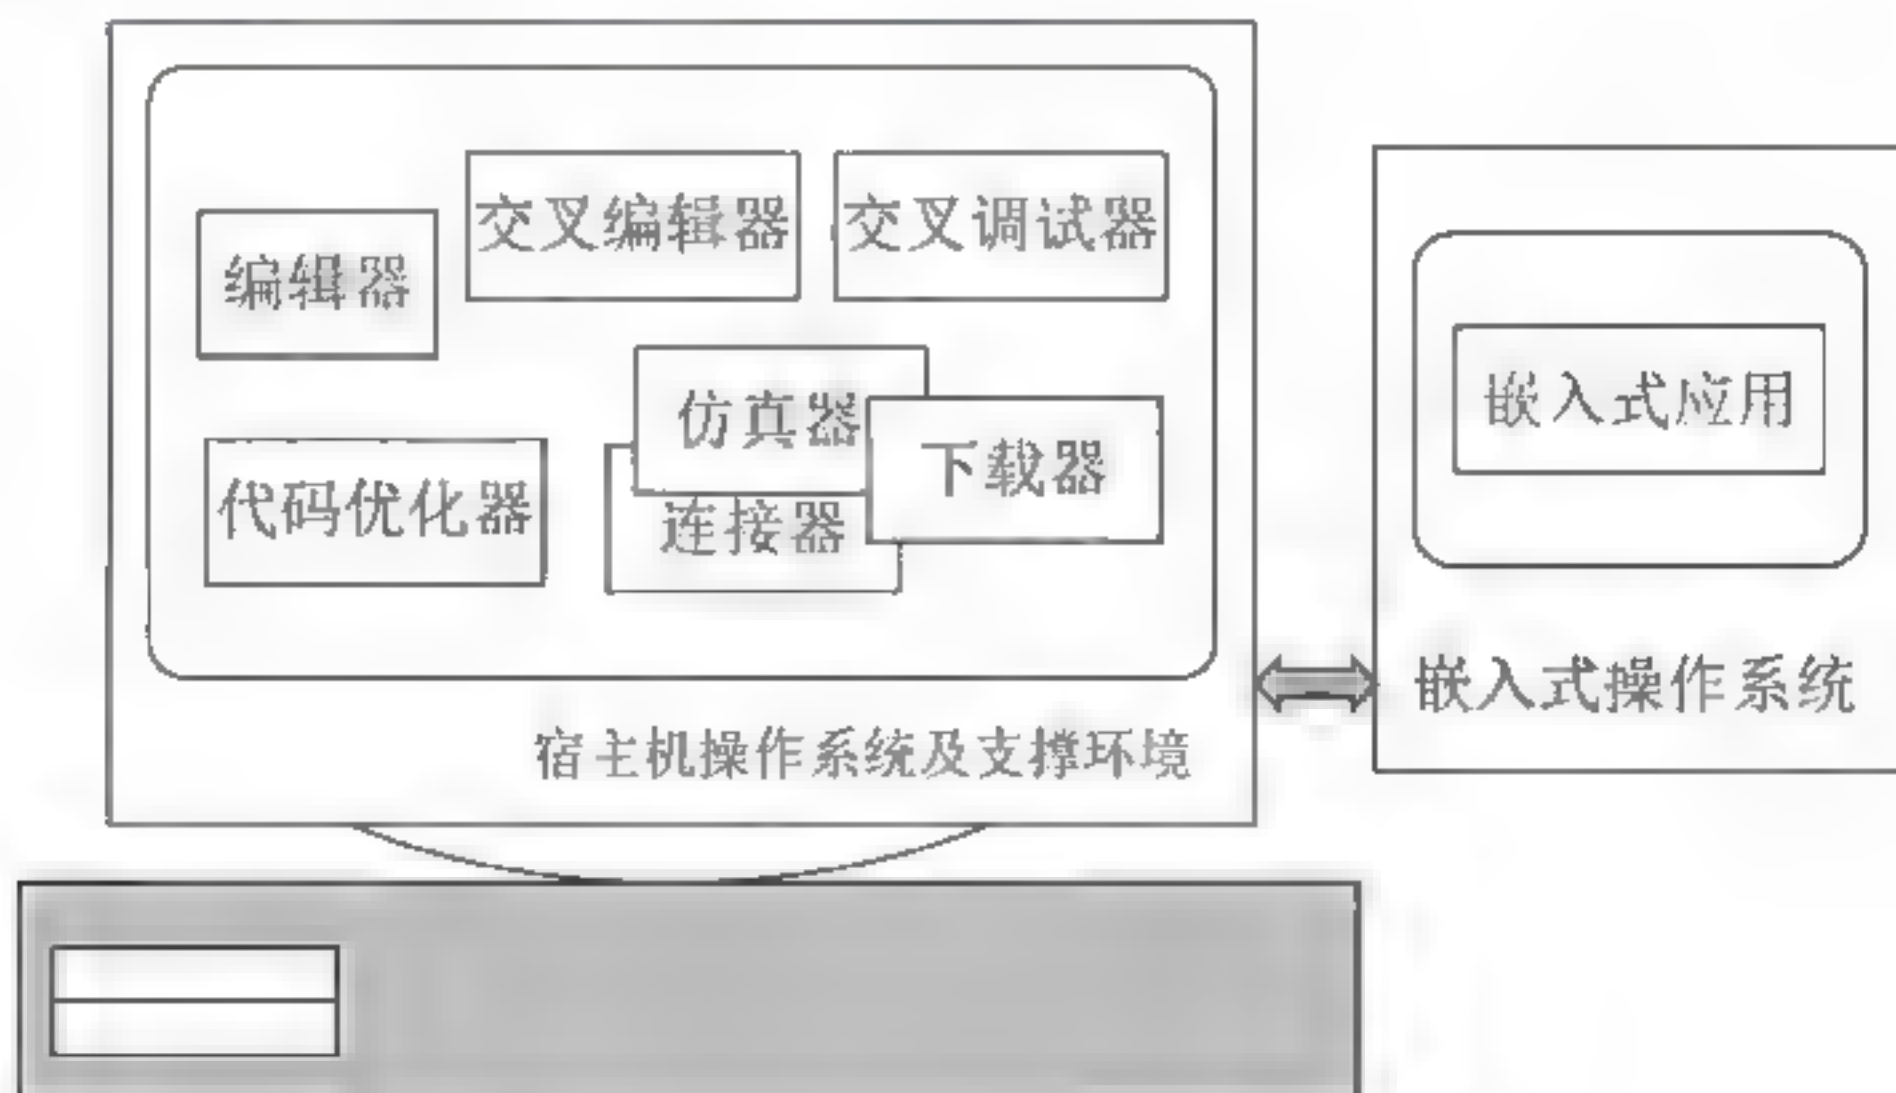 交叉编辑器
交叉调试器
编辑器
仿真器
下载器
代码优化器
连接器
嵌入式应用
嵌入式操作系统
宿主机操作系统及支撑环境